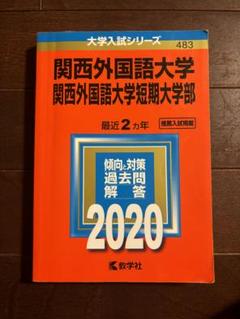 大学入試シリーズ
483
関西外国語大学
関西外国語大学短期大学部
最近2カ年
推薦入試掲載
傾向と対策
過去問
解答
2020
教学社